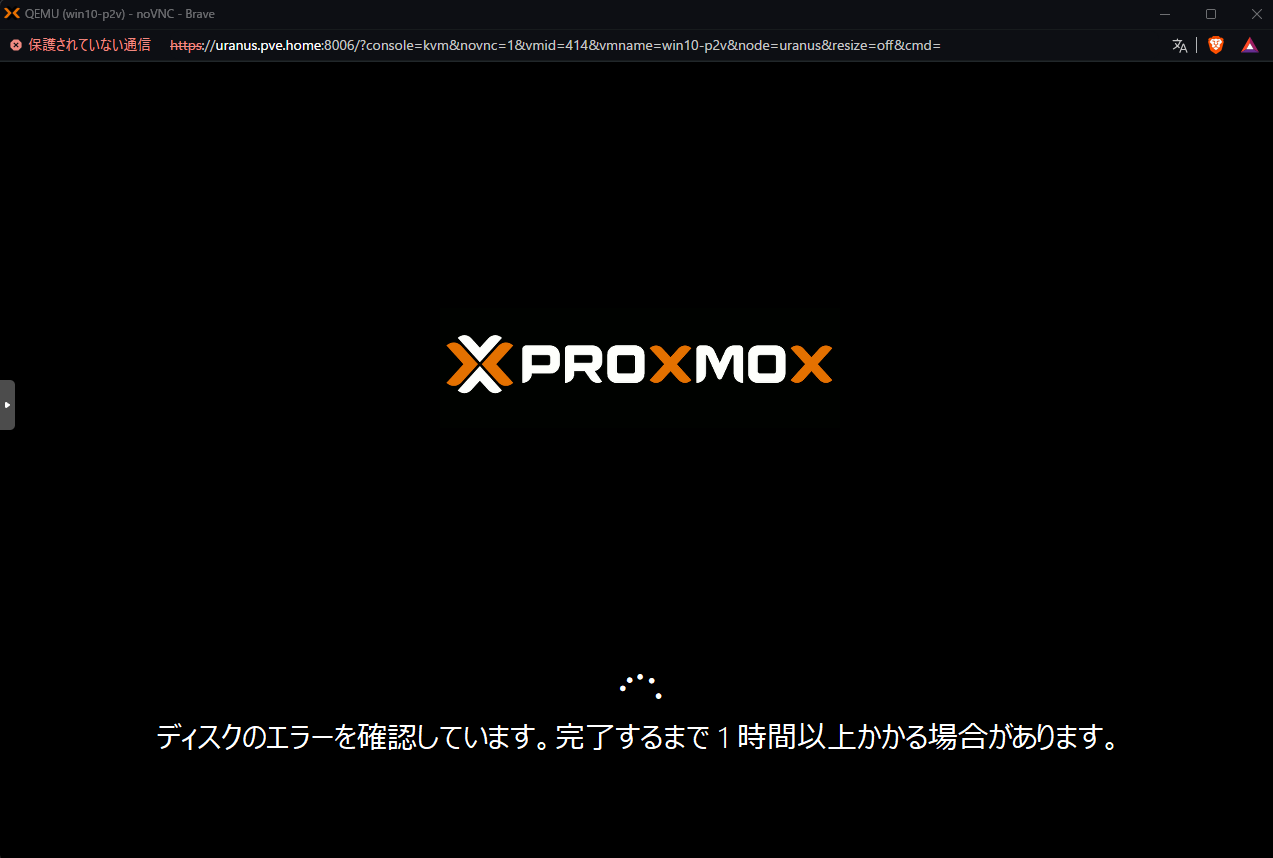 QEMU (win10-p2v) - noVNC - Brave
保護されていない通信 https://uranus.pve.home:8006/?console=kvm&novnc=1&vmid=414&vmname=win10-p2v&node=uranus&resize=off&cmd=
PROXMOX
ディスクのエラーを確認しています。完了するまで 1 時間以上かかる場合があります。